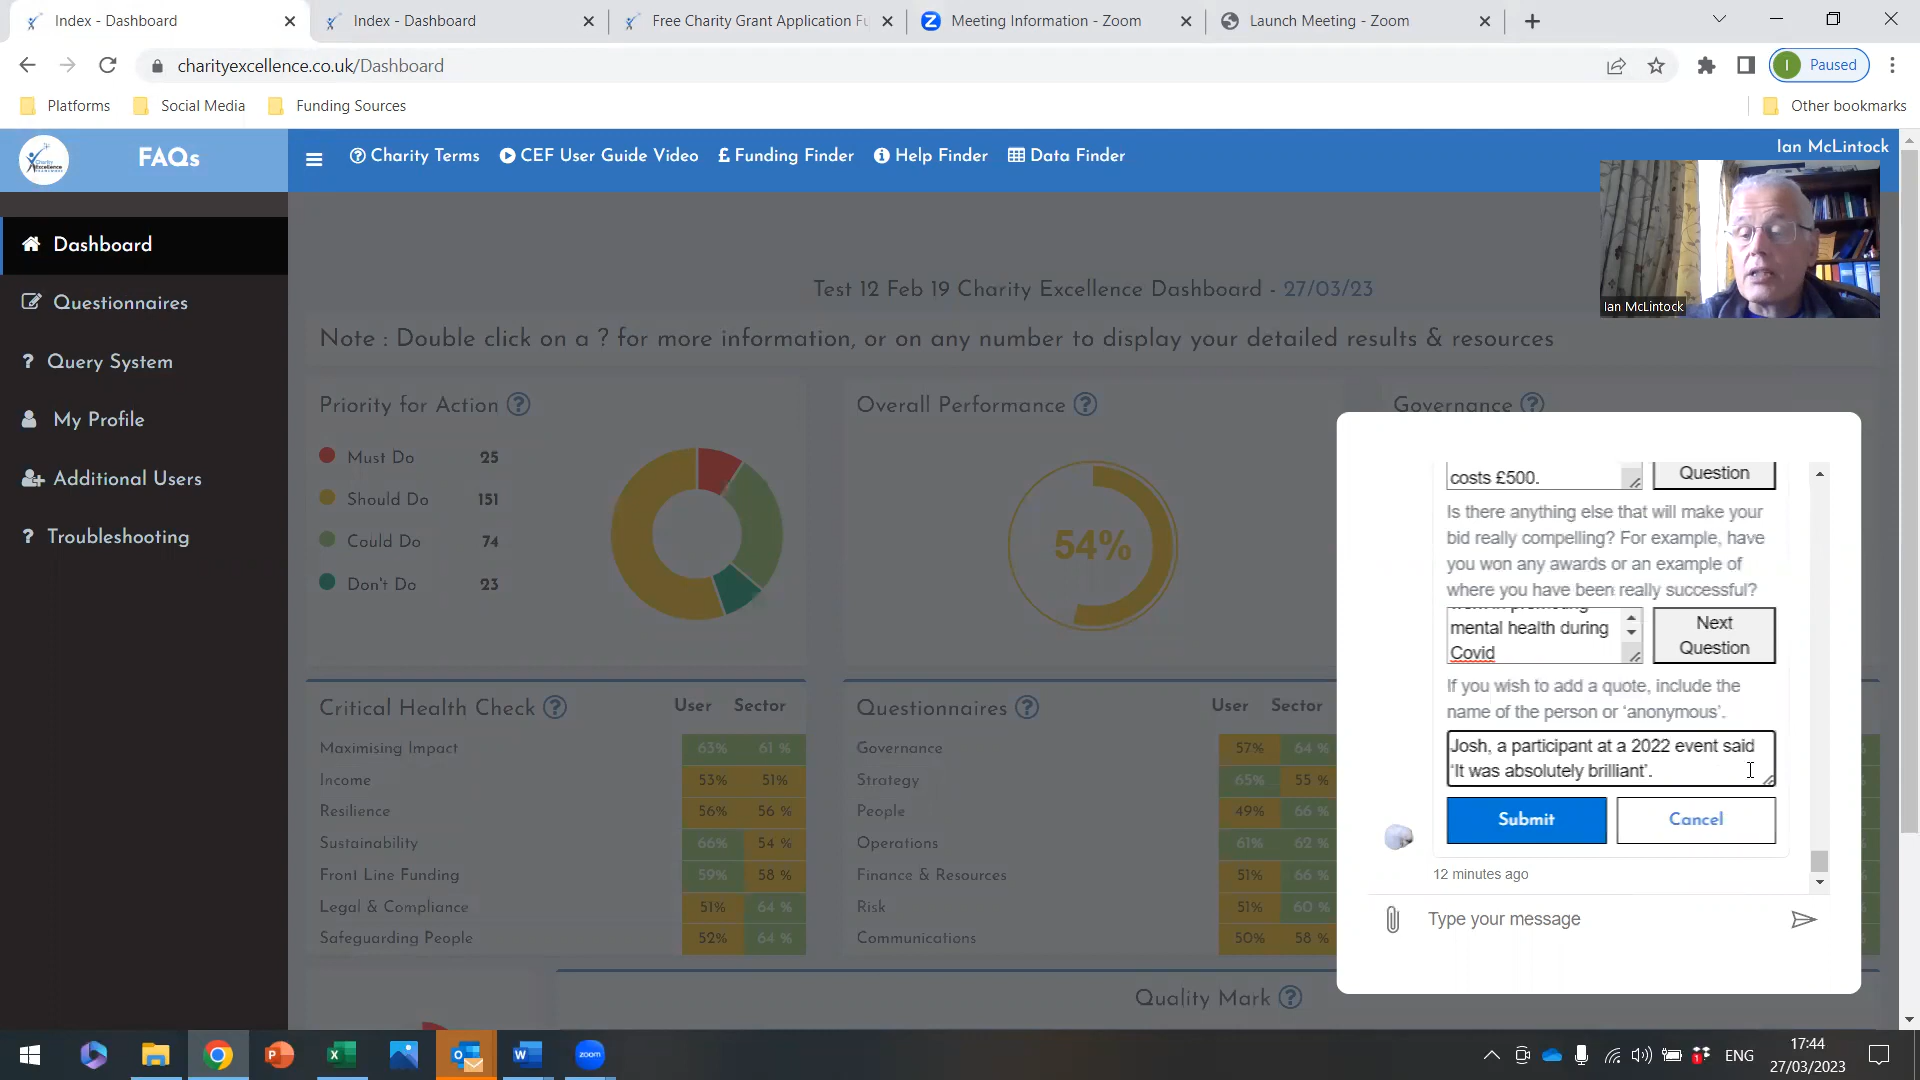 Index - Dashboard
Index - Dashboard
Free Charity Grant Application Fu
Meeting Information - Zoom
Launch Meeting - Zoom
charityexcellence.co.uk/Dashboard
I
Paused
Platforms
Social Media
Funding Sources
Other bookmarks
FAQs
Charity Terms
CEF User Guide Video
£ Funding Finder
Help Finder
Data Finder
Ian McLintock
Dashboard
Questionnaires
? Query System
My Profile
Additional Users
? Troubleshooting
Ian McLintock
Test 12 Feb 19 Charity Excellence Dashboard - 27/03/23
Note : Double click on a ? for more information, or on any number to display your detailed results & resources
Priority for Action ?
Must Do 25
Should Do 151
Could Do 74
Don't Do 23
Overall Performance ?
54%
Governance ?
Critical Health Check ? User Sector
Maximising Impact 63% 61 %
Income 53% 51%
Resilience 56% 56 %
Sustainability 66% 54 %
Front Line Funding 59% 58 %
Legal & Compliance 51% 64 %
Safeguarding People 52% 64 %
Questionnaires ? User Sector
Governance 57% 64 %
Strategy 65% 55 %
People 49% 66 %
Operations 61% 62 %
Finance & Resources 51% 66 %
Risk 51% 60 %
Communications 50% 58 %
Quality Mark ?
costs £500.
Question
Is there anything else that will make your
bid really compelling? For example, have
you won any awards or an example of
where you have been really successful?
mental health during
Covid
Next
Question
If you wish to add a quote, include the
name of the person or ‘anonymous’.
Josh, a participant at a 2022 event said
‘It was absolutely brilliant’.
Submit
Cancel
12 minutes ago
Type your message
zoom
ENG
17:44
27/03/2023